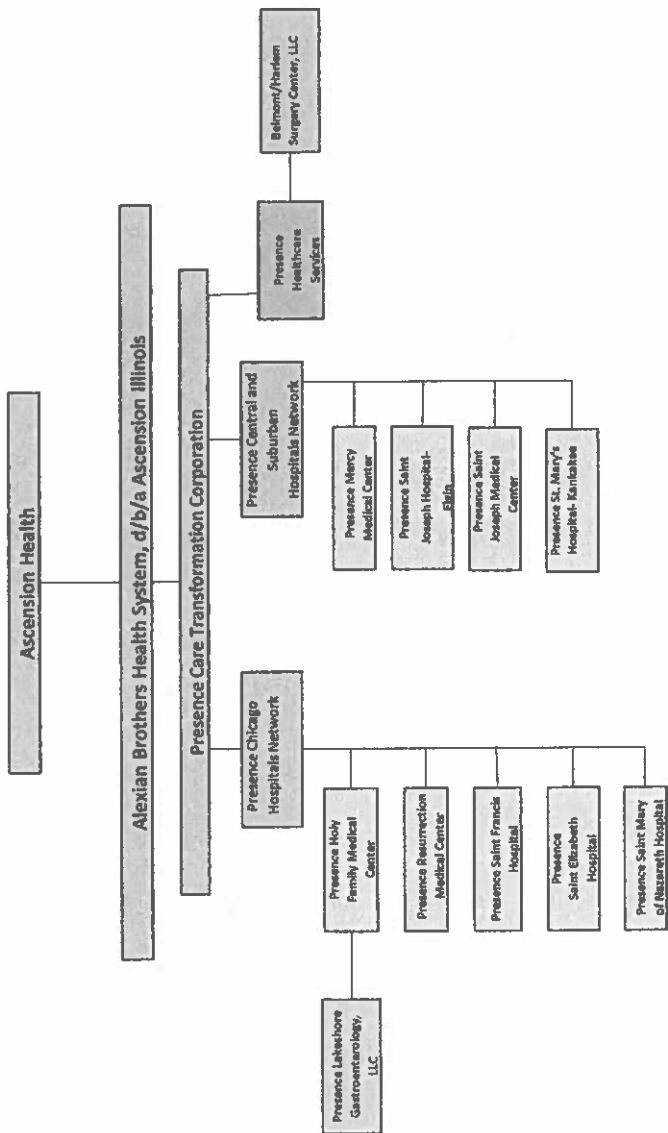 Ascension Health
Alexian Brothers Health System, d/b/a Ascension Illinois
Presence Care Transformation Corporation
Presence Chicago
Hospitals Network
Presence Central and
Suburban
Hospitals Network
Presence
Healthcare
Services
Belmont/Harlem
Surgery Center, LLC
Presence Lakeshore
Gastroenterology,
LLC
Presence Holy
Family Medical
Center
Presence Resurrection
Medical Center
Presence Saint Francis
Hospital
Presence
Saint Elizabeth
Hospital
Presence Saint Mary
of Nazareth Hospital
Presence Mercy
Medical Center
Presence Saint
Joseph Hospital-
Elgin
Presence Saint
Joseph Medical
Center
Presence St. Mary's
Hospital- Kankakee